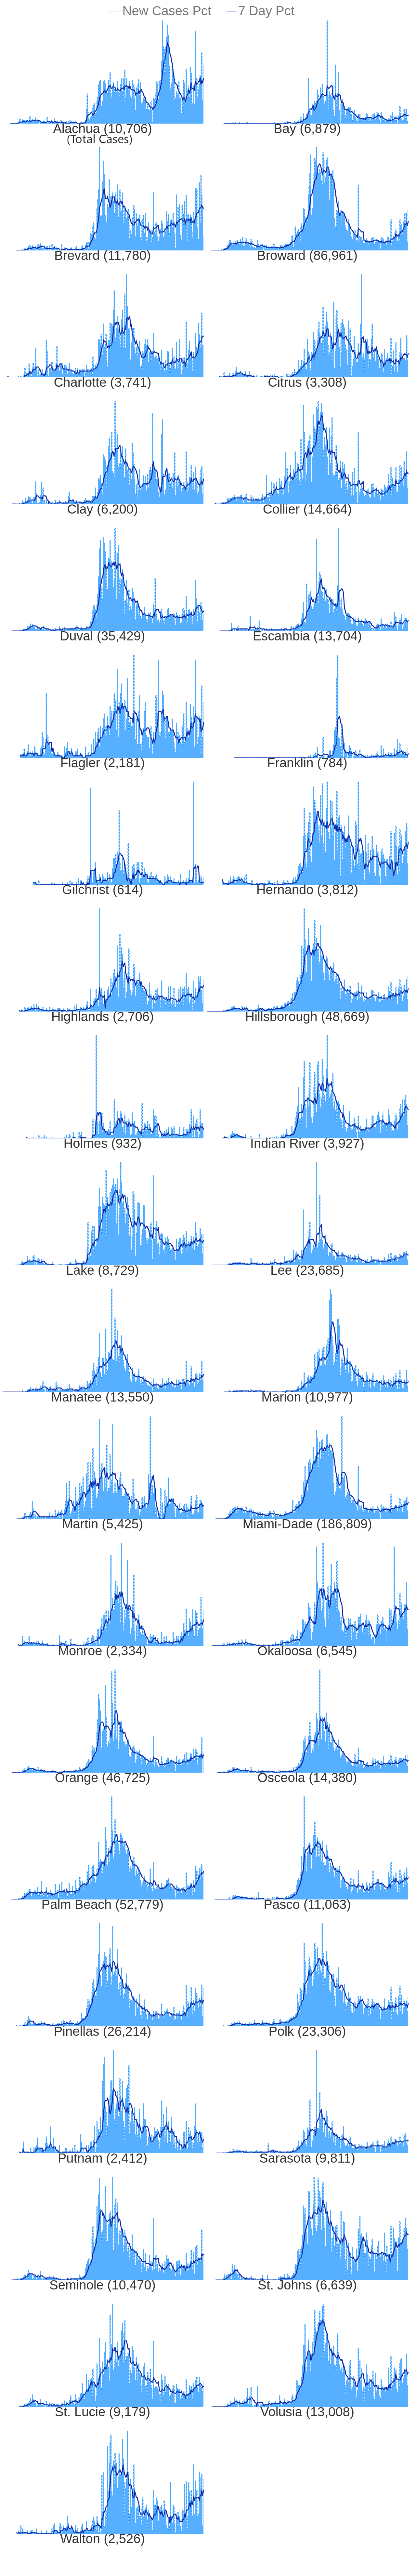 New Cases Pct 7 Day Pct
Alachua (10,706) Bay (6,879)
(Total Cases)
Brevard (11,780) Broward (86,961)
Charlotte (3,741) Citrus (3,308)
Clay (6,200) Collier (14,664)
Duval (35,429) Escambia (13,704)
Flagler (2,181) Franklin (784)
Gilchrist (614) Hernando (3,812)
Highlands (2,706) Hillsborough (48,669)
Holmes (932) Indian River (3,927)
Lake (8,729) Lee (23,685)
Manatee (13,550) Marion (10,977)
Martin (5,425) Miami-Dade (186,809)
Monroe (2,334) Okaloosa (6,545)
Orange (46,725) Osceola (14,380)
Palm Beach (52,779) Pasco (11,063)
Pinellas (26,214) Polk (23,306)
Putnam (2,412) Sarasota (9,811)
Seminole (10,470) St. Johns (6,639)
St. Lucie (9,179) Volusia (13,008)
Walton (2,526)